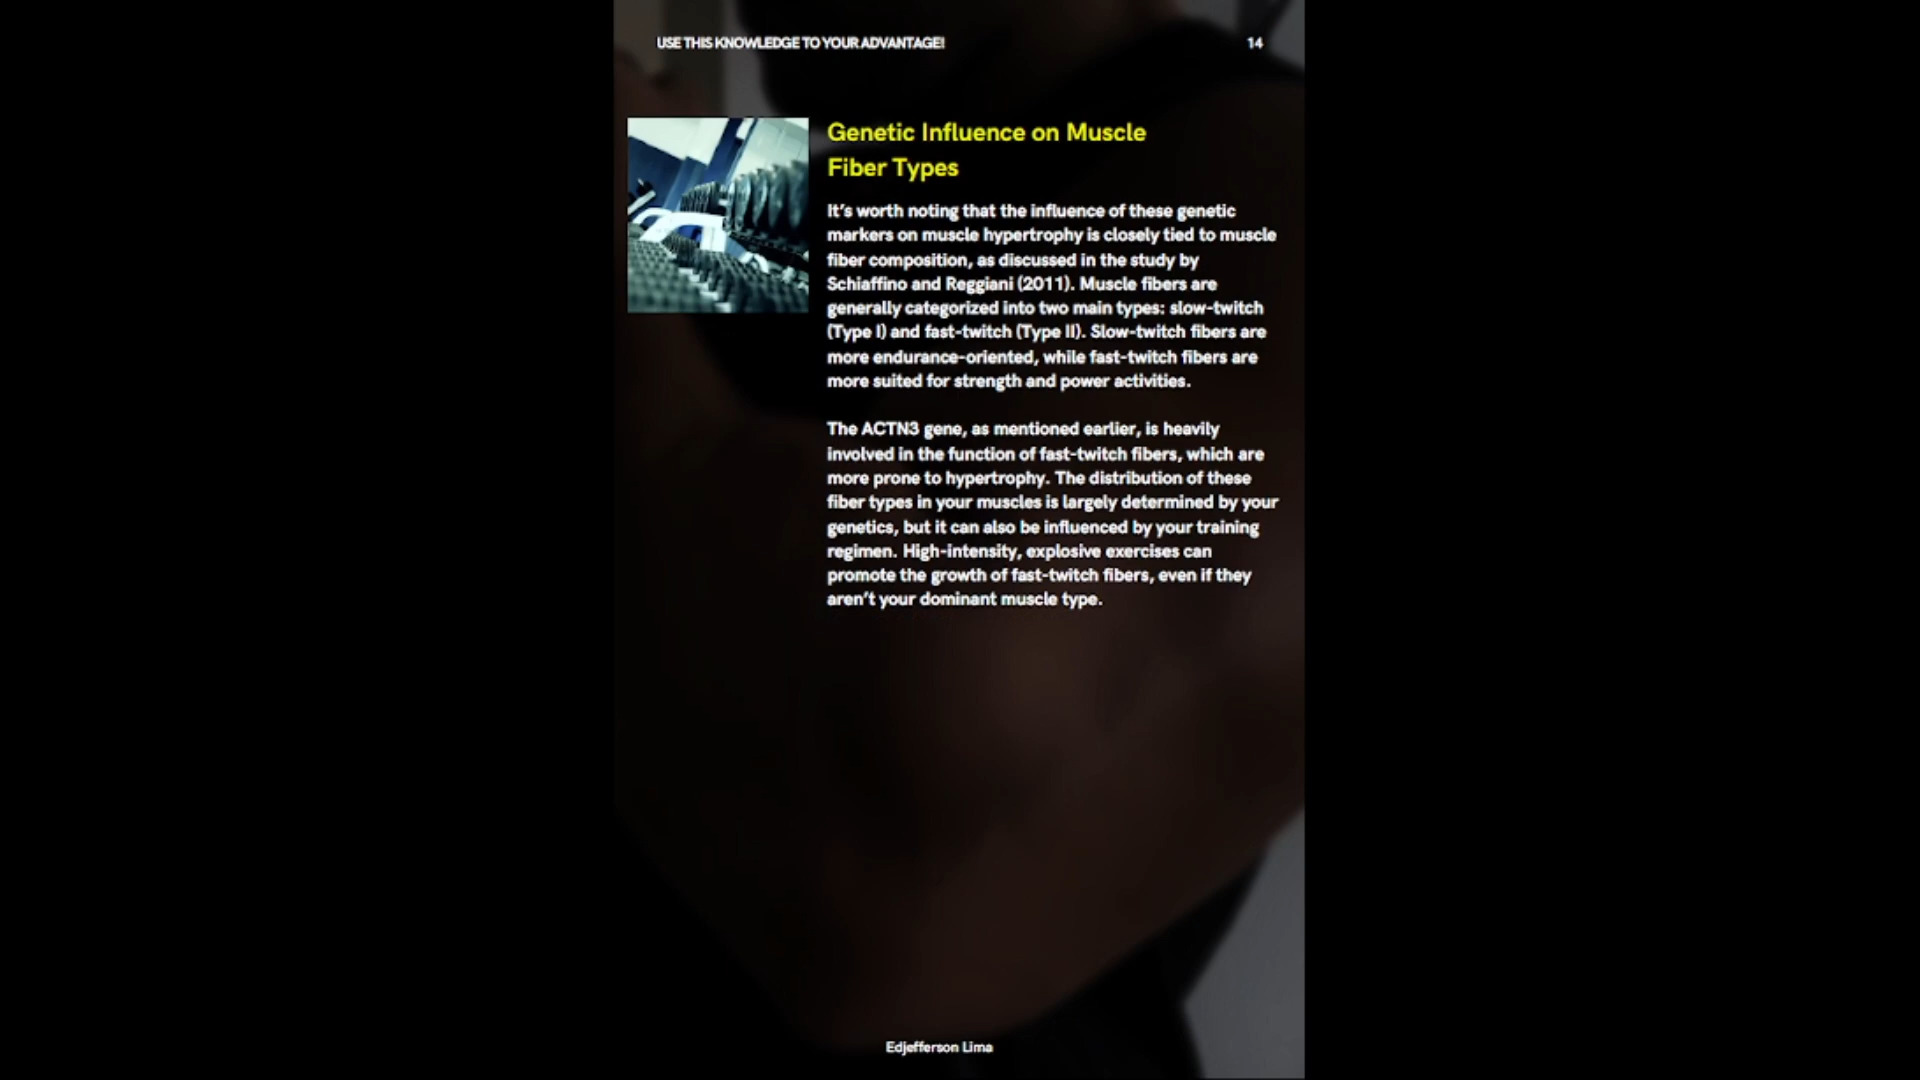 USE THIS KNOWLEDGE TO YOUR ADVANTAGE!
14
Genetic Influence on Muscle
Fiber Types
It's worth noting that the influence of these genetic
markers on muscle hypertrophy is closely tied to muscle
fiber composition, as discussed in the study by
Schiaffino and Reggiani (2011). Muscle fibers are
generally categorized into two main types: slow-twitch
(Type I) and fast-twitch (Type II). Slow-twitch fibers are
more endurance-oriented, while fast-twitch fibers are
more suited for strength and power activities.
The ACTN3 gene, as mentioned earlier, is heavily
involved in the function of fast-twitch fibers, which are
more prone to hypertrophy. The distribution of these
fiber types in your muscles is largely determined by your
genetics, but it can also be influenced by your training
regimen. High-intensity, explosive exercises can
promote the growth of fast-twitch fibers, even if they
aren't your dominant muscle type.
Edjefferson Lima